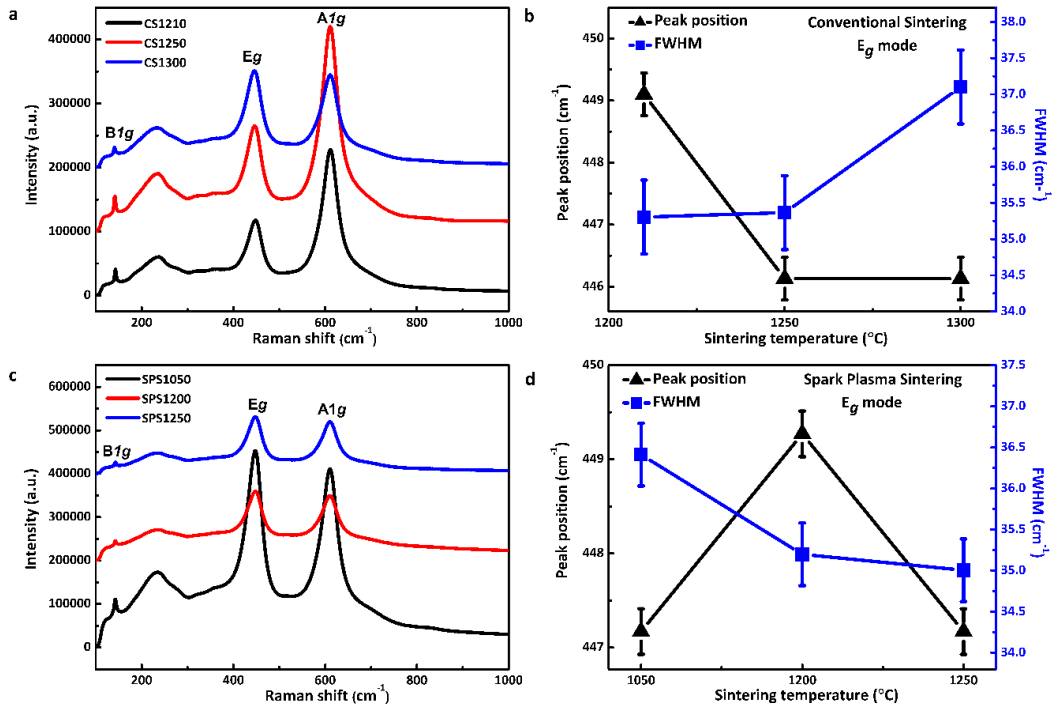 a
CS1210
CS1250
CS1300
A1g
Eg
B1g
400000
300000
200000
100000
0
Intensity (a.u.)
200 400 600 800 1000
Raman shift (cm⁻¹)
b
Peak position
FWHM
Conventional Sintering
Eg mode
450
449
448
447
446
Peak position (cm⁻¹)
38.0
37.5
37.0
36.5
36.0
35.5
35.0
34.5
34.0
FWHM (cm-¹)
1200 1250 1300
Sintering temperature (°C)
c
SPS1050
SPS1200
SPS1250
Eg
A1g
B1g
600000
500000
400000
300000
200000
100000
0
Intensity (a.u.)
200 400 600 800 1000
Raman shift (cm⁻¹)
d
Peak position
FWHM
Spark Plasma Sintering
Eg mode
450
449
448
447
Peak position (cm⁻¹)
37.5
37.0
36.5
36.0
35.5
35.0
34.5
34.0
FWHM (cm⁻¹)
1050 1200 1250
Sintering temperature (°C)